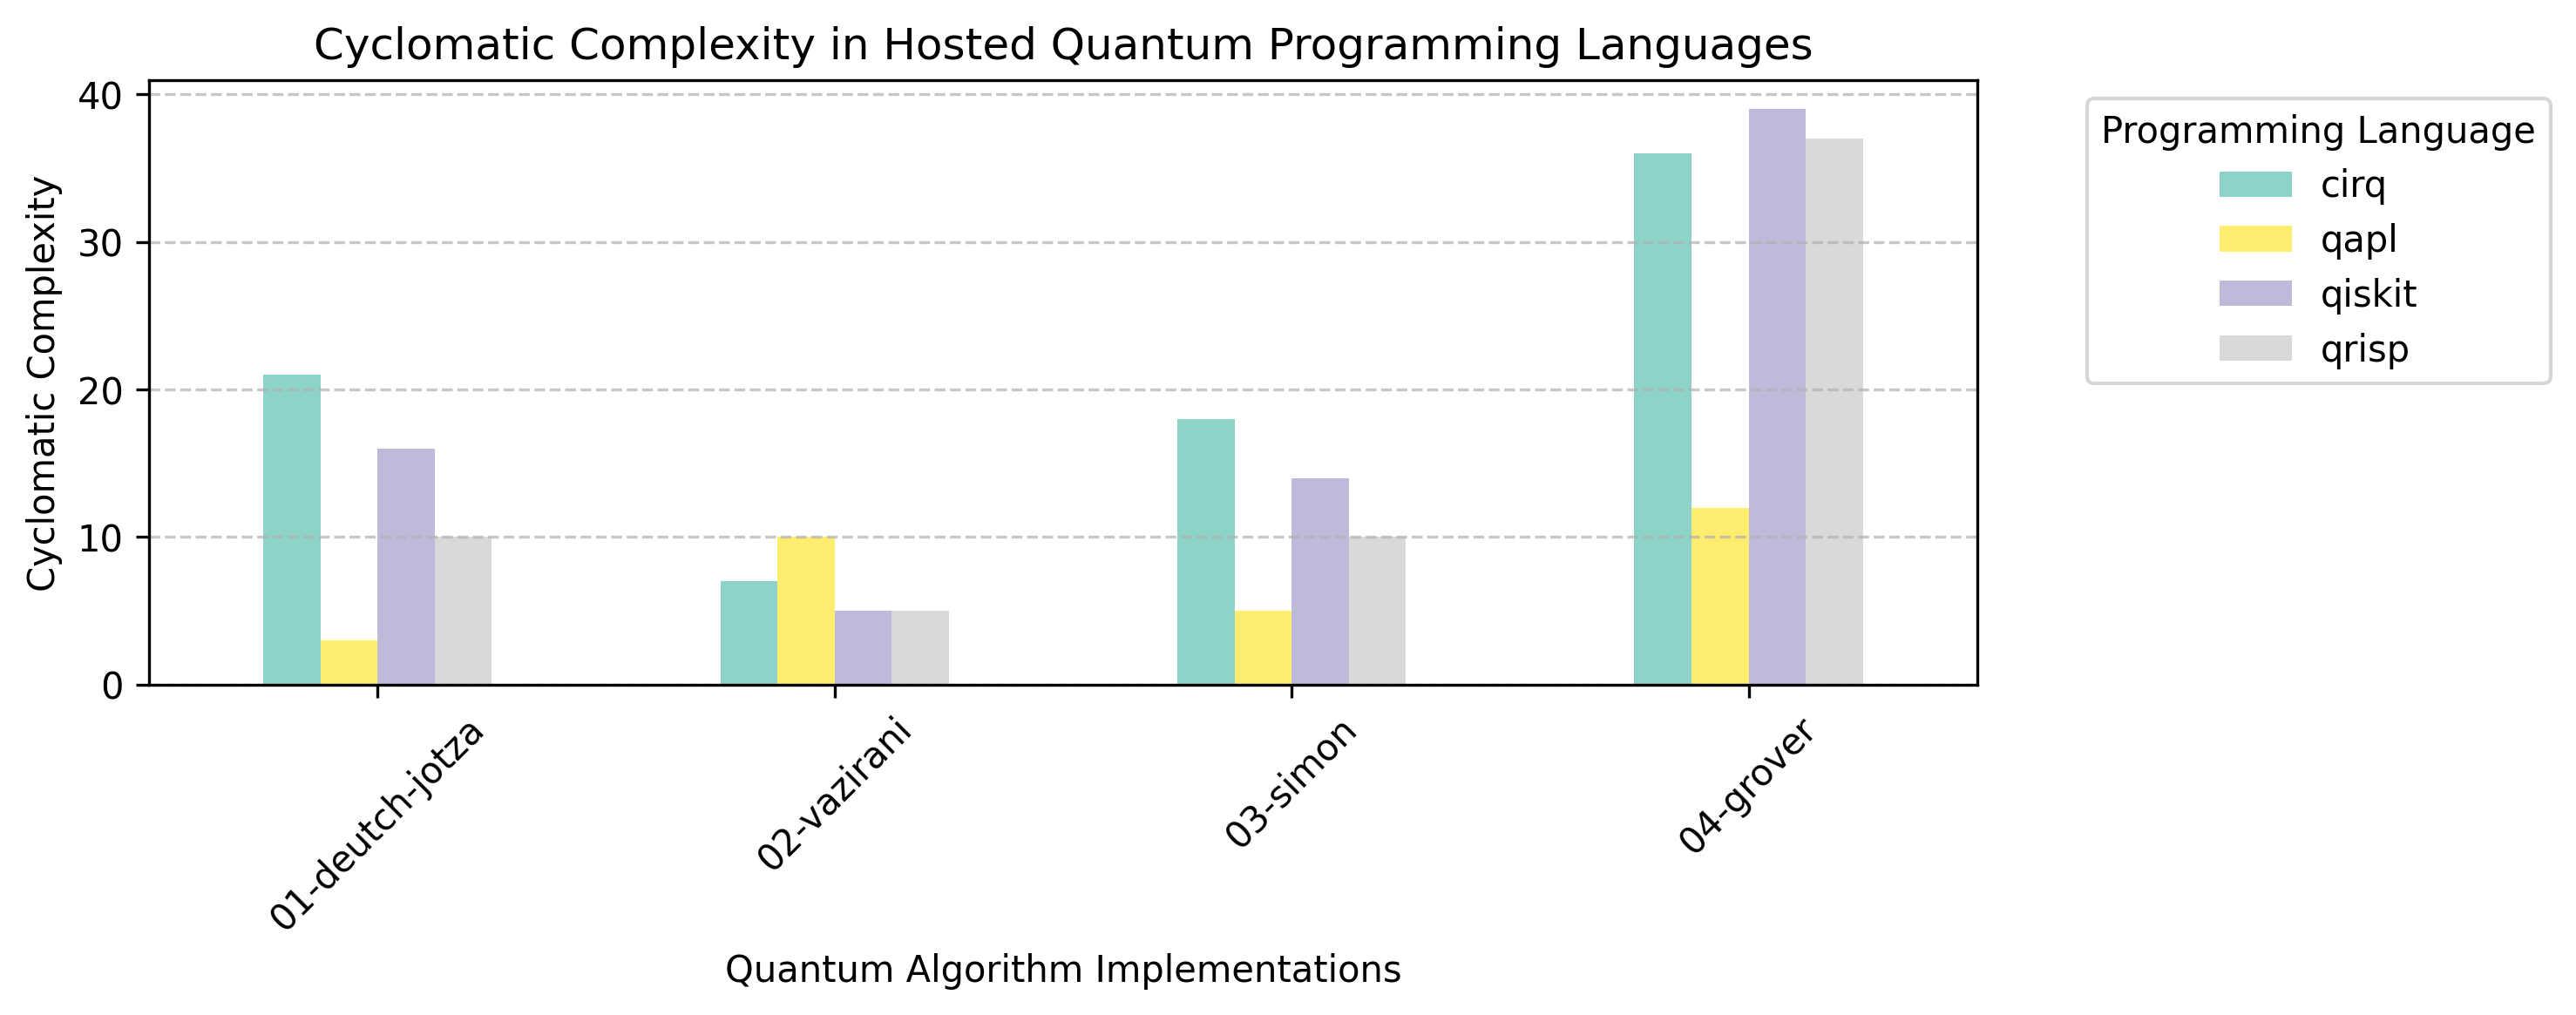 Cyclomatic Complexity in Hosted Quantum Programming Languages
Cyclomatic Complexity
40
30
20
10
0
01-deutch-jotza
02-vazirani
03-simon
04-grover
Quantum Algorithm Implementations
Programming Language
cirq
qapl
qiskit
qrisp